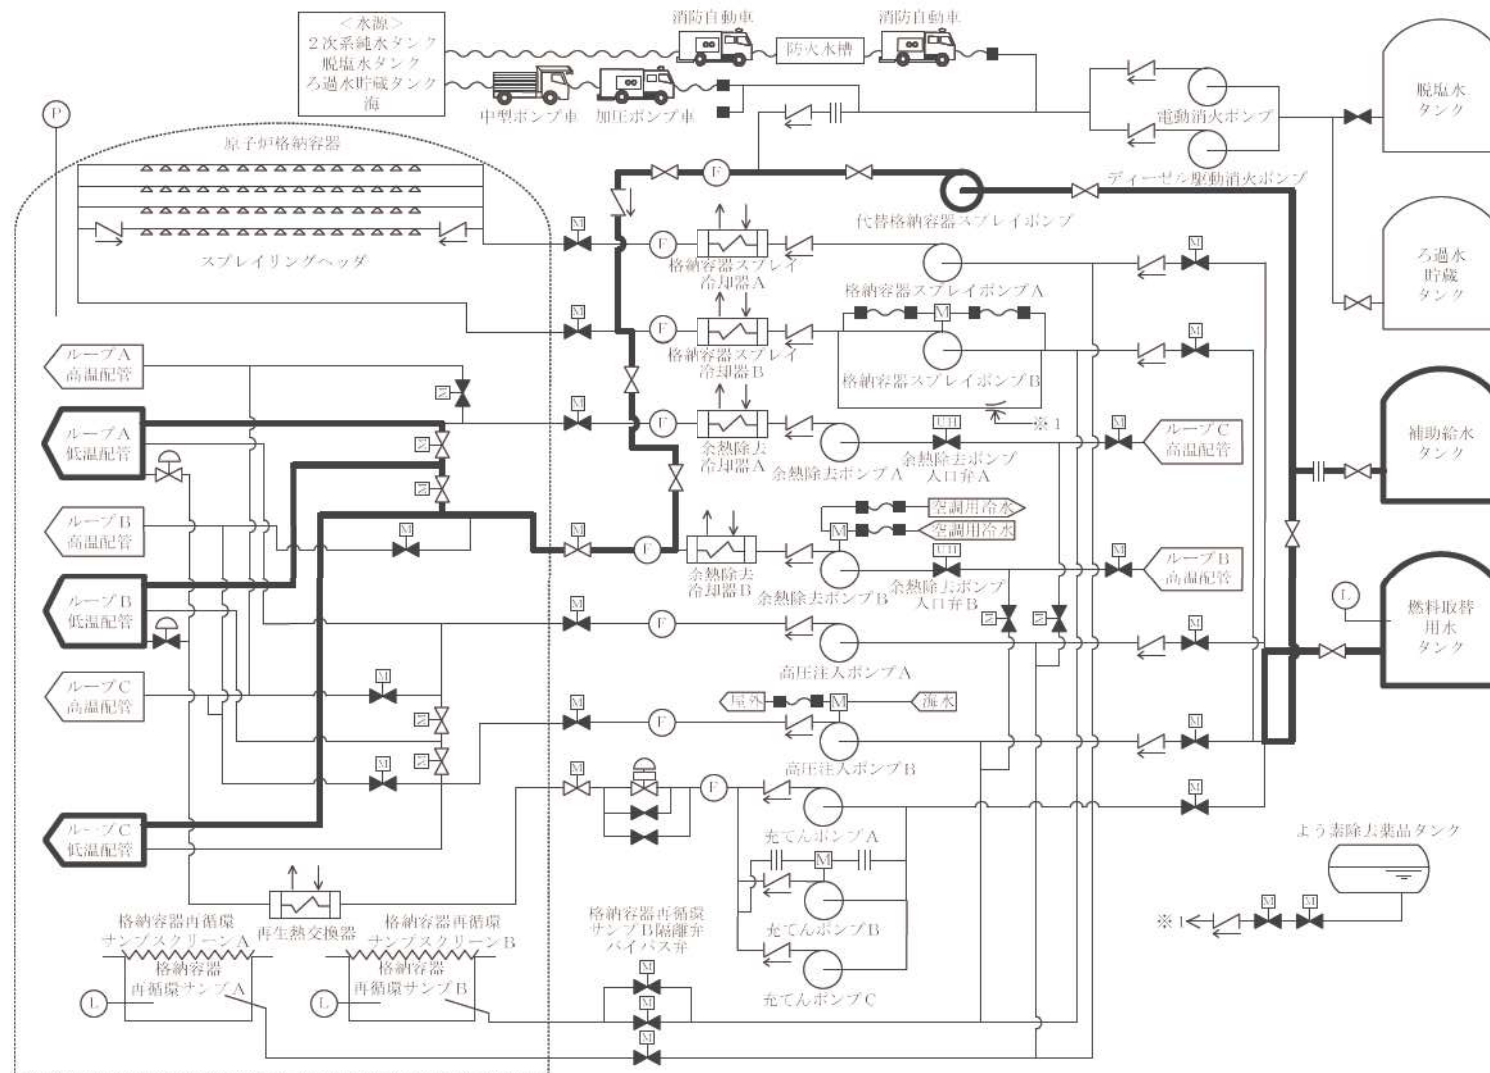 ＜水源＞
２次系純水タンク
脱塩水タンク
ろ過水貯蔵タンク
海
消防自動車
防火水槽
消防自動車
中型ポンプ車
加圧ポンプ車
電動消火ポンプ
ディーゼル駆動消火ポンプ
脱塩水
タンク
ろ過水
貯蔵
タンク
補助給水
タンク
燃料取替
用水
タンク
L
P
原子炉格納容器
スプレイリングヘッダ
F
代替格納容器スプレイポンプ
M
F
格納容器スプレイ
冷却器A
格納容器スプレイポンプA
M
M
F
格納容器スプレイ
冷却器B
M
格納容器スプレイポンプB
M
※1
ループA
高温配管
ループA
低温配管
ループB
高温配管
ループB
低温配管
ループC
高温配管
ループC
低温配管
M
M
M
M
M
M
M
M
M
F
余熱除去
冷却器A
余熱除去ポンプA
余熱除去ポンプ
入口弁A
M
ループC
高温配管
空調用冷水
空調用冷水
M
M
F
余熱除去
冷却器B
余熱除去ポンプB
余熱除去ポンプ
入口弁B
M
ループB
高温配管
M
M
M
F
高圧注入ポンプA
M
屋外
M
海水
M
F
高圧注入ポンプB
M
M
F
充てんポンプA
M
M
充てんポンプB
充てんポンプC
よう素除去薬品タンク
※1
M
M
再生熱交換器
格納容器再循環
サンプスクリーンA
格納容器
再循環サンプA
L
格納容器再循環
サンプスクリーンB
格納容器
再循環サンプB
L
格納容器再循環
サンプB隔離弁
バイパス弁
M
M
M